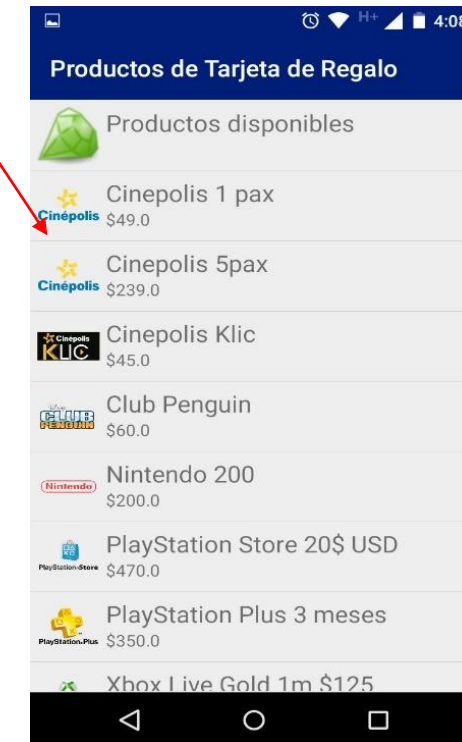 H+ 4:08
Productos de Tarjeta de Regalo
Productos disponibles
Cinépolis
Cinepolis 1 pax
$49.0
Cinépolis
Cinepolis 5pax
$239.0
Cinépolis
KLIC
Cinepolis Klic
$45.0
CLUB
PENGUIN
Club Penguin
$60.0
Nintendo
Nintendo 200
$200.0
PlayStation Store
PlayStation Store 20$ USD
$470.0
PlayStation Plus
PlayStation Plus 3 meses
$350.0
Xbox Live Gold 1m $125